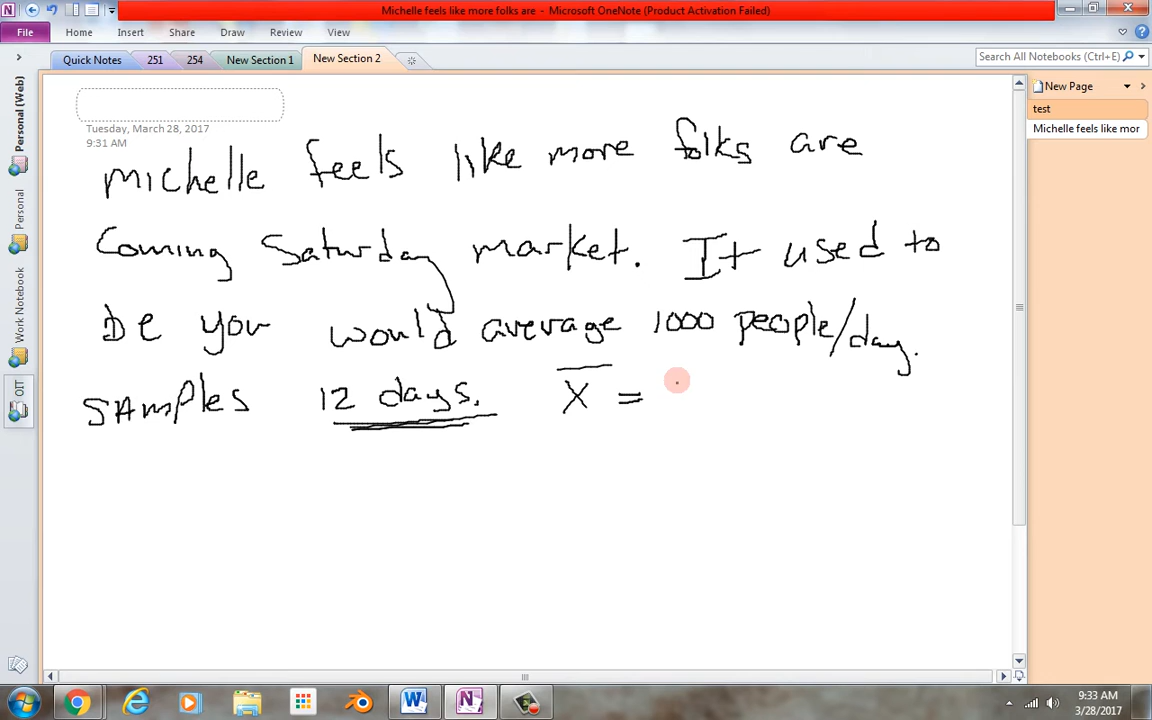 Michelle feels like more folks are - Microsoft OneNote (Product Activation Failed)
File Home Insert Share Draw Review View
Quick Notes 251 254 New Section 1 New Section 2
Search All Notebooks (Ctrl+E)
New Page
test
Michelle feels like mor
Personal (Web)
Personal
Work Notebook
OIT
Tuesday, March 28, 2017
9:31 AM
Michelle feels like more folks are
Coming Saturday market. It used to
be you would average 1000 people/day.
Samples 12 days. X̅ =
9:33 AM
3/28/2017